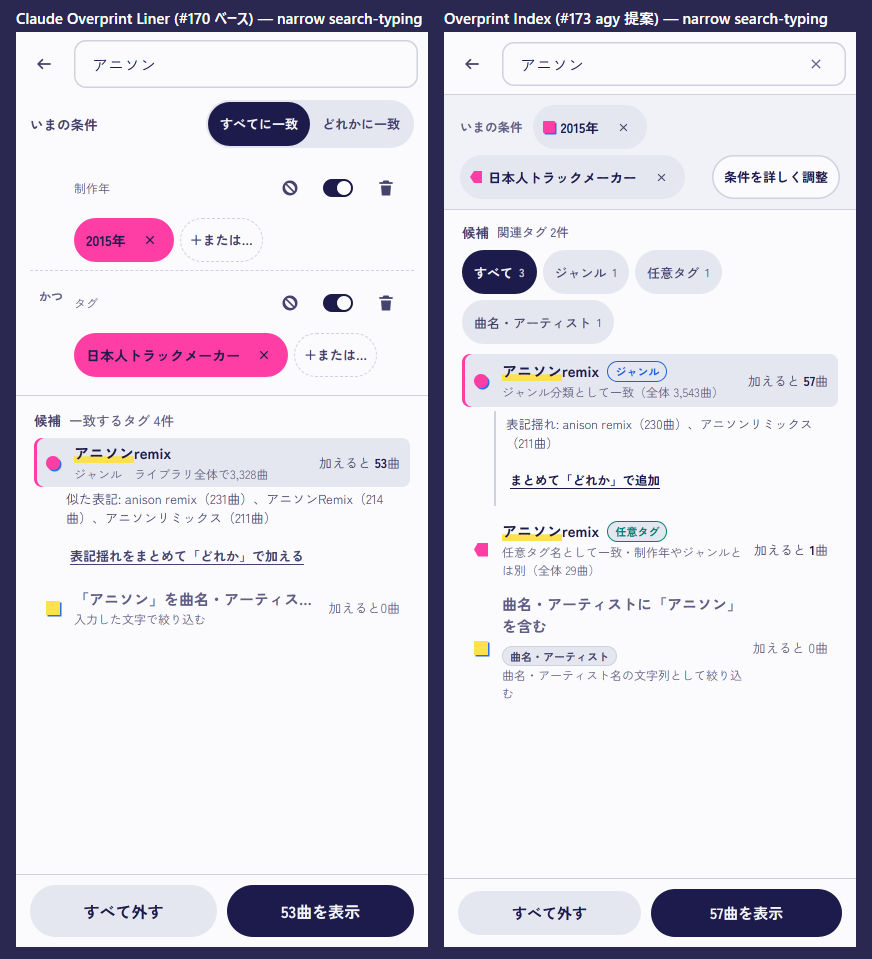 Claude Overprint Liner (#170 ベース) — narrow search-typing
アニソン
いまの条件
すべてに一致
どれかに一致
制作年
2015年 ×
+または...
かつ
タグ
日本人トラックメーカー ×
+または...
候補 一致するタグ 4件
アニソンremix
ジャンル ライブラリ全体で3,328曲
加えると 53曲
似た表記: anison remix（231曲）、アニソンRemix（214
曲）、アニソンリミックス（211曲）
表記揺れをまとめて「どれか」で加える
「アニソン」を曲名・アーティス...
入力した文字で絞り込む
加えると0曲
すべて外す
53曲を表示
Overprint Index (#173 agy 提案) — narrow search-typing
アニソン ×
いまの条件
2015年 ×
日本人トラックメーカー ×
条件を詳しく調整
候補 関連タグ 2件
すべて 3
ジャンル 1
任意タグ 1
曲名・アーティスト 1
アニソンremix ジャンル
ジャンル分類として一致（全体 3,543曲）
加えると 57曲
表記揺れ: anison remix（230曲）、アニソンリミックス
（211曲）
まとめて「どれか」で追加
アニソンremix 任意タグ
任意タグ名として一致・制作年やジャンルと
は別（全体 29曲）
加えると 1曲
曲名・アーティストに「アニソン」
を含む
曲名・アーティスト
曲名・アーティスト名の文字列として絞り込
む
加えると 0曲
すべて外す
57曲を表示